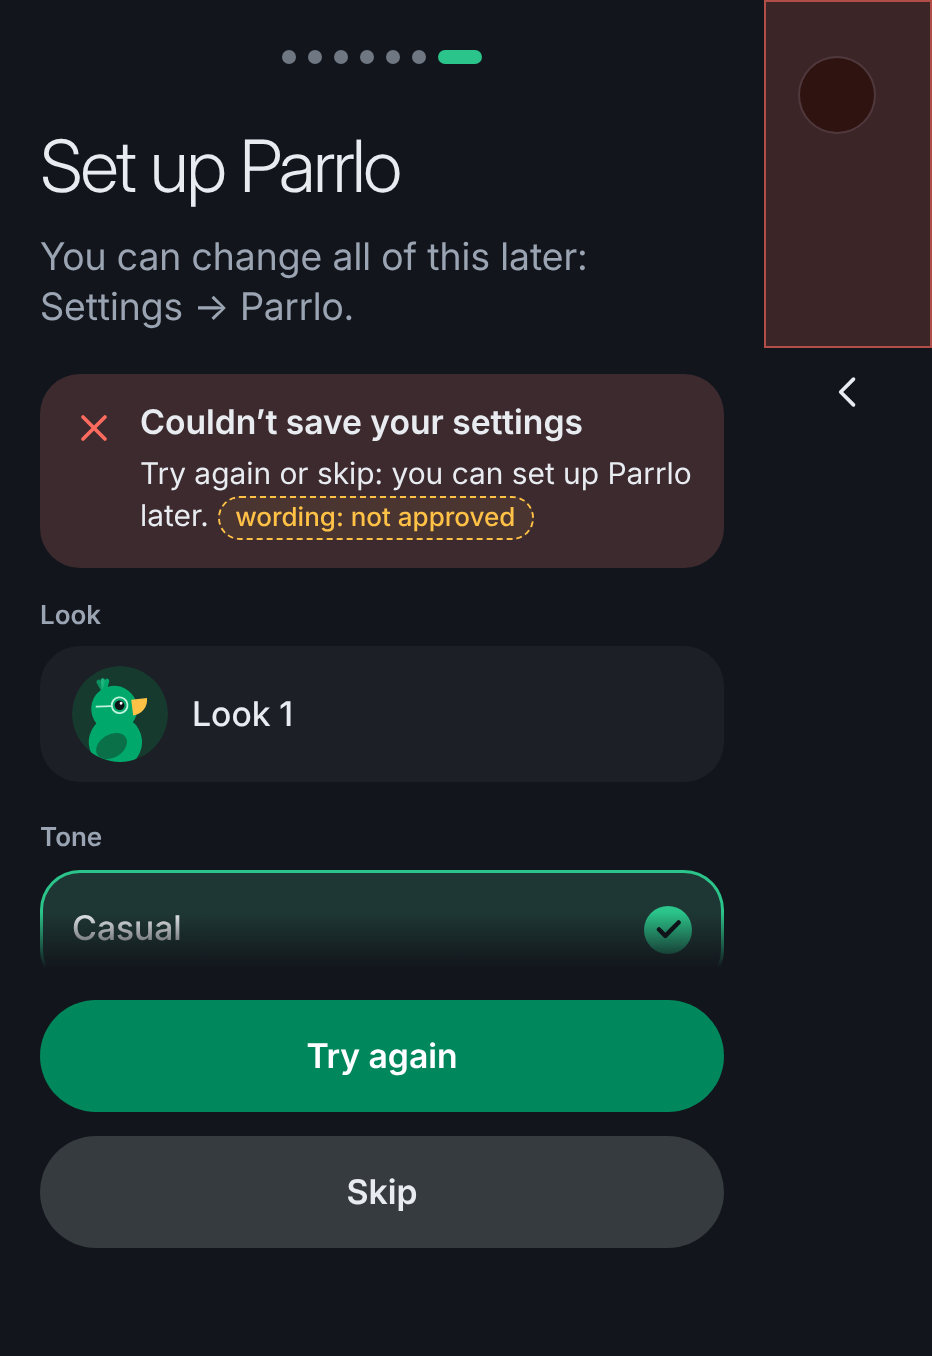 Set up Parrlo
You can change all of this later:
Settings → Parrlo.
Couldn’t save your settings
Try again or skip: you can set up Parrlo
later. wording: not approved
Look
Look 1
Tone
Casual
Try again
Skip